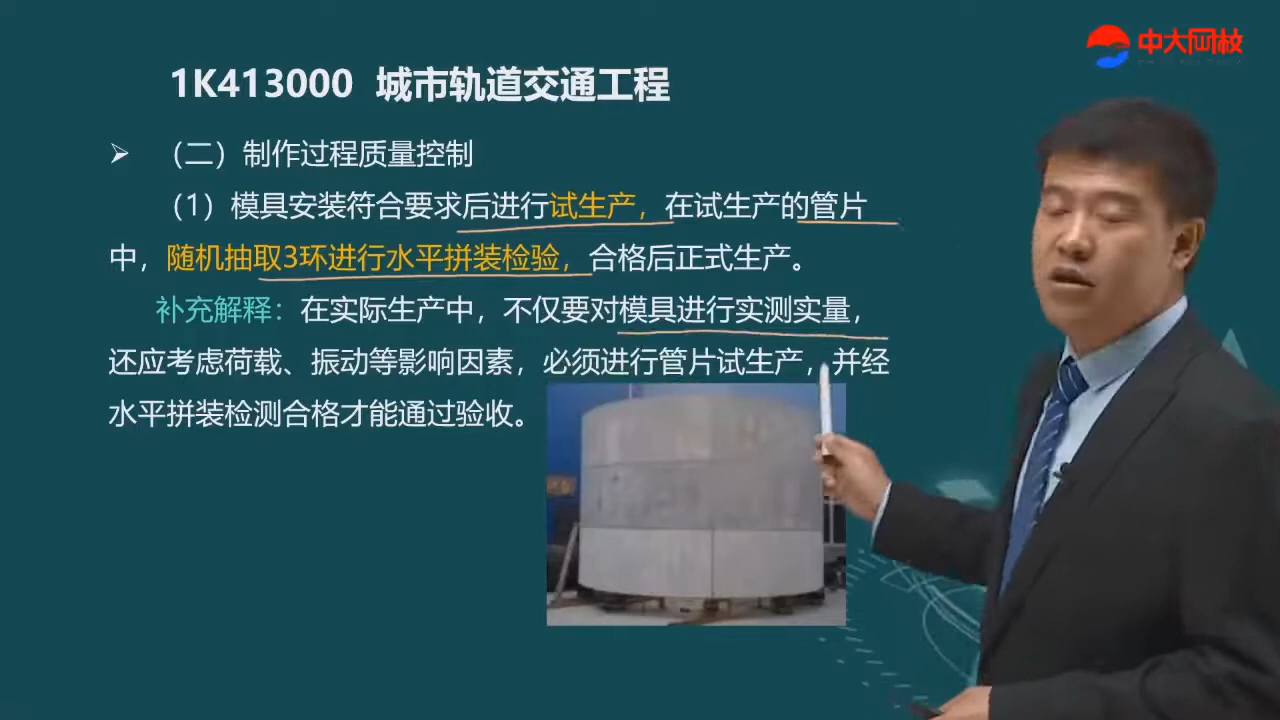 中大网校
1K413000 城市轨道交通工程
（二）制作过程质量控制
（1）模具安装符合要求后进行试生产，在试生产的管片
中，随机抽取3环进行水平拼装检验，合格后正式生产。
补充解释：在实际生产中，不仅要对模具进行实测实量，
还应考虑荷载、振动等影响因素，必须进行管片试生产，并经
水平拼装检测合格才能通过验收。